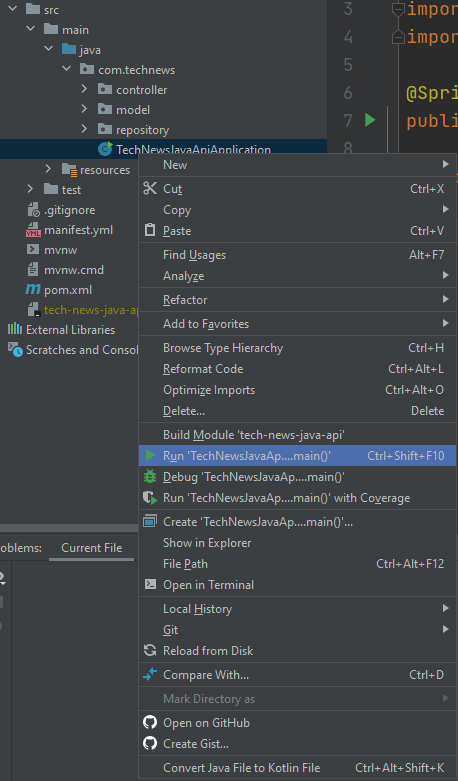 src
main
java
com.technews
controller
model
repository
TechNewsJavaApiApplication
resources
test
.gitignore
manifest.yml
mvnw
mvnw.cmd
pom.xml
tech-news-java-ap
External Libraries
Scratches and Consol
3 impor
4 impor
5
6 @Spri
7 publi
8
New
Cut Ctrl+X
Copy
Paste Ctrl+V
Find Usages Alt+F7
Analyze
Refactor
Add to Favorites
Browse Type Hierarchy Ctrl+H
Reformat Code Ctrl+Alt+L
Optimize Imports Ctrl+Alt+O
Delete... Delete
Build Module 'tech-news-java-api'
Run 'TechNewsJavaAp....main()' Ctrl+Shift+F10
Debug 'TechNewsJavaAp....main()'
Run 'TechNewsJavaAp....main()' with Coverage
Create 'TechNewsJavaAp....main()'...
Show in Explorer
File Path Ctrl+Alt+F12
Open in Terminal
Local History
Git
Reload from Disk
Compare With... Ctrl+D
Mark Directory as
Open on GitHub
Create Gist...
Convert Java File to Kotlin File Ctrl+Alt+Shift+K
oblems: Current File